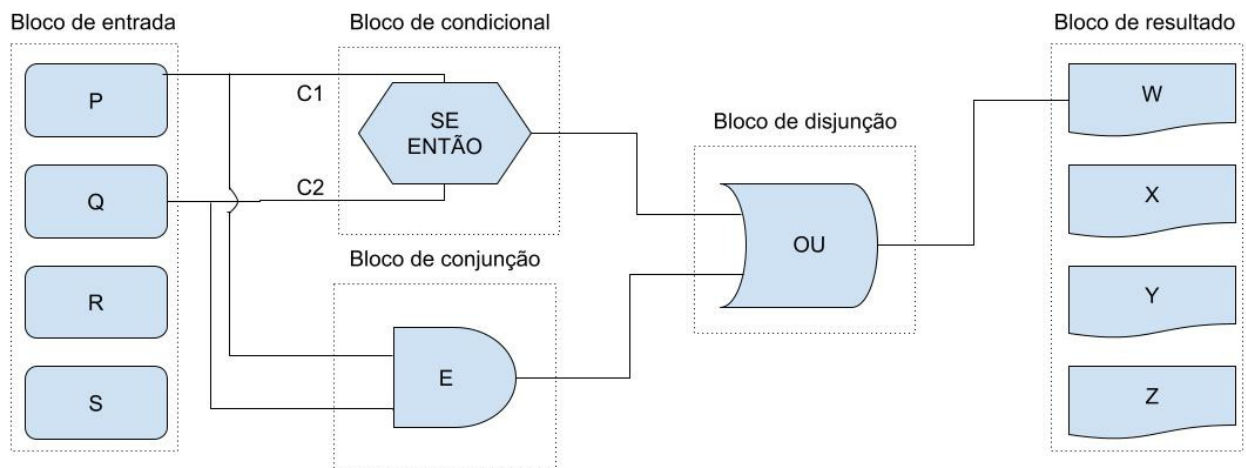 Bloco de entrada
Bloco de condicional
Bloco de resultado
P
C1
SE
ENTÃO
W
Bloco de disjunção
Q
C2
X
OU
Bloco de conjunção
R
Y
E
S
Z